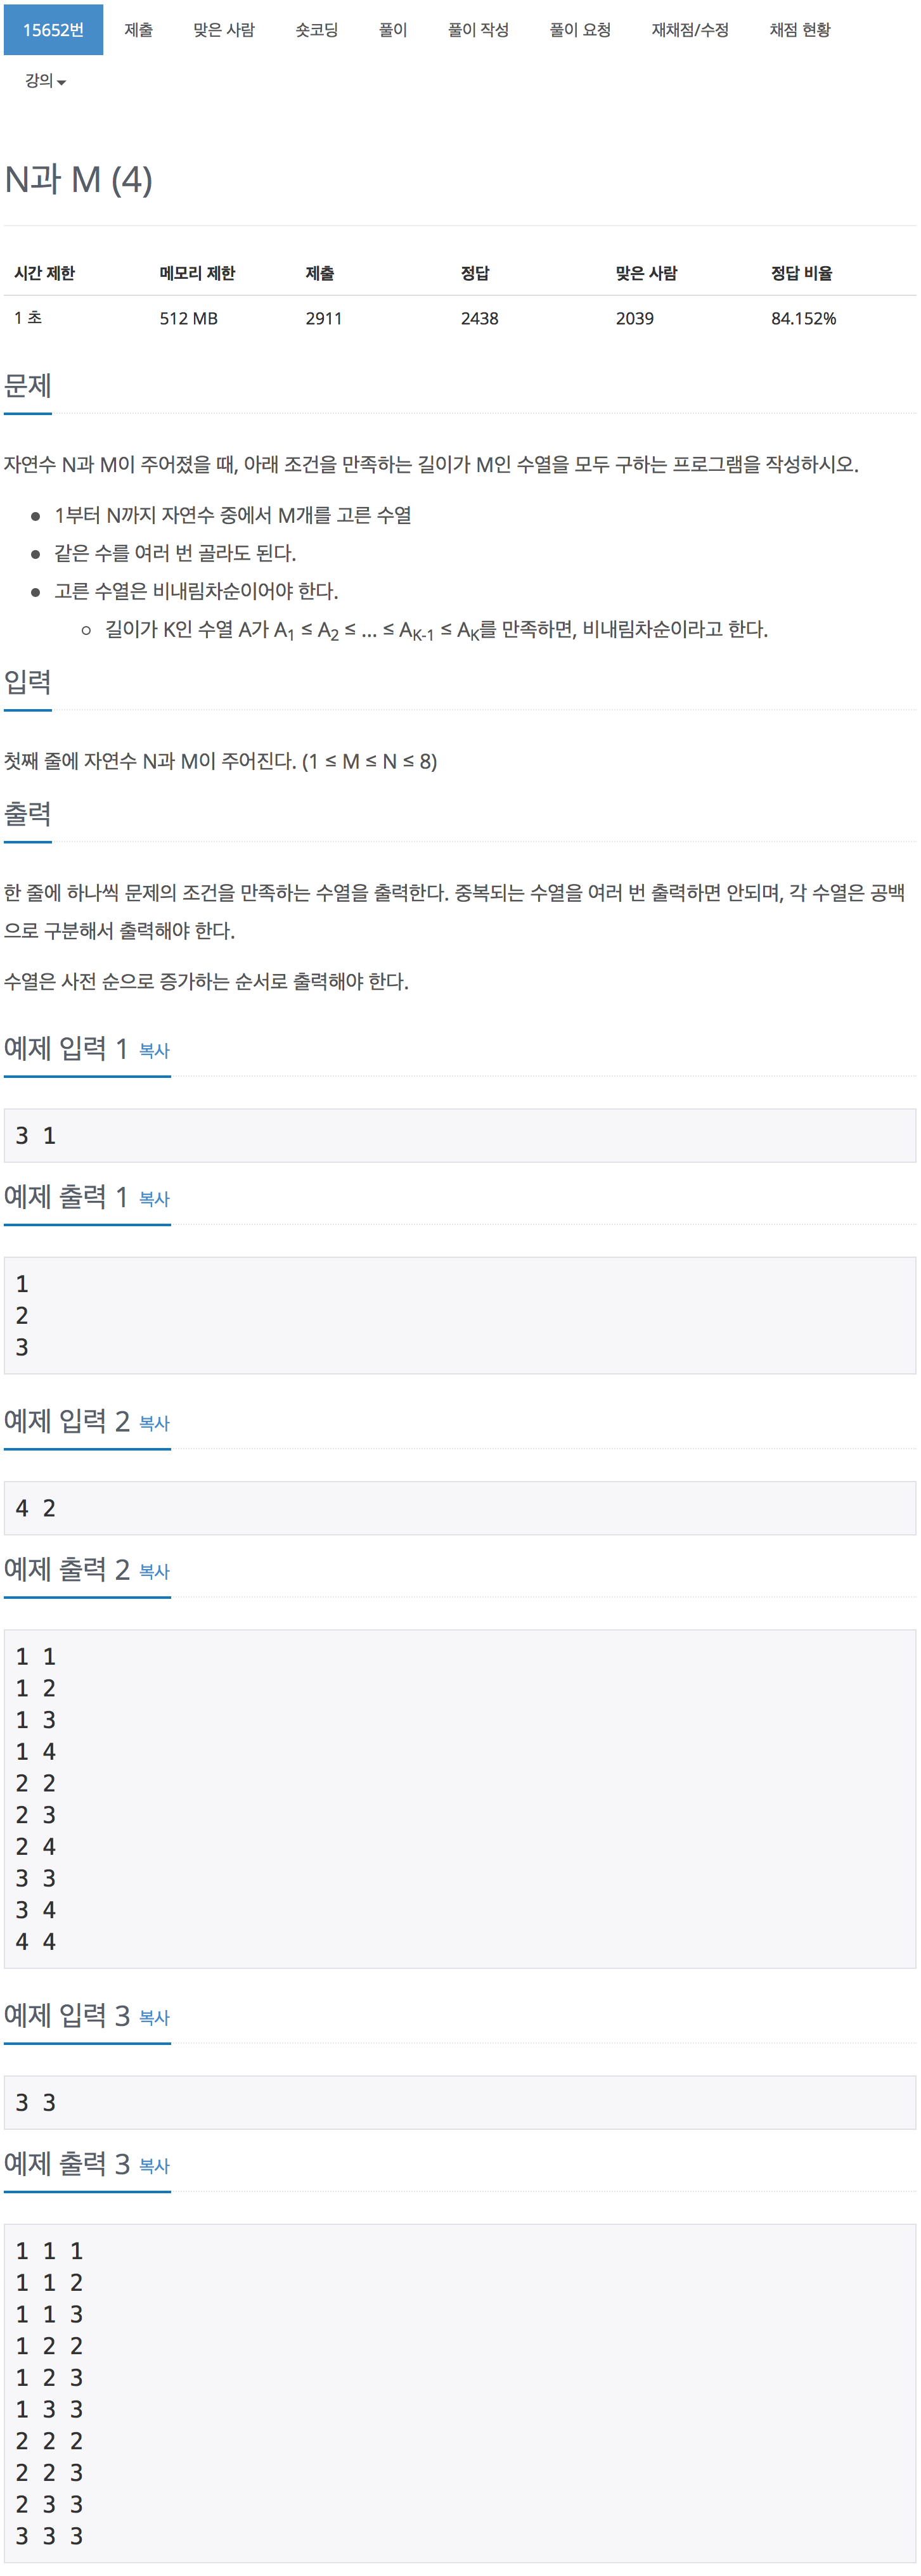 15652번 제출 맞은 사람 숏코딩 풀이 풀이 작성 풀이 요청 재채점/수정 채점 현황
강의
N과 M (4)
시간 제한 메모리 제한 제출 정답 맞은 사람 정답 비율
1 초 512 MB 2911 2438 2039 84.152%
문제
자연수 N과 M이 주어졌을 때, 아래 조건을 만족하는 길이가 M인 수열을 모두 구하는 프로그램을 작성하시오.
1부터 N까지 자연수 중에서 M개를 고른 수열
같은 수를 여러 번 골라도 된다.
고른 수열은 비내림차순이어야 한다.
길이가 K인 수열 A가 A1 ≤ A2 ≤ ... ≤ AK-1 ≤ AK를 만족하면, 비내림차순이라고 한다.
입력
첫째 줄에 자연수 N과 M이 주어진다. (1 ≤ M ≤ N ≤ 8)
출력
한 줄에 하나씩 문제의 조건을 만족하는 수열을 출력한다. 중복되는 수열을 여러 번 출력하면 안되며, 각 수열은 공백
으로 구분해서 출력해야 한다.
수열은 사전 순으로 증가하는 순서로 출력해야 한다.
예제 입력 1 복사
3 1
예제 출력 1 복사
1
2
3
예제 입력 2 복사
4 2
예제 출력 2 복사
1 1
1 2
1 3
1 4
2 2
2 3
2 4
3 3
3 4
4 4
예제 입력 3 복사
3 3
예제 출력 3 복사
1 1 1
1 1 2
1 1 3
1 2 2
1 2 3
1 3 3
2 2 2
2 2 3
2 3 3
3 3 3